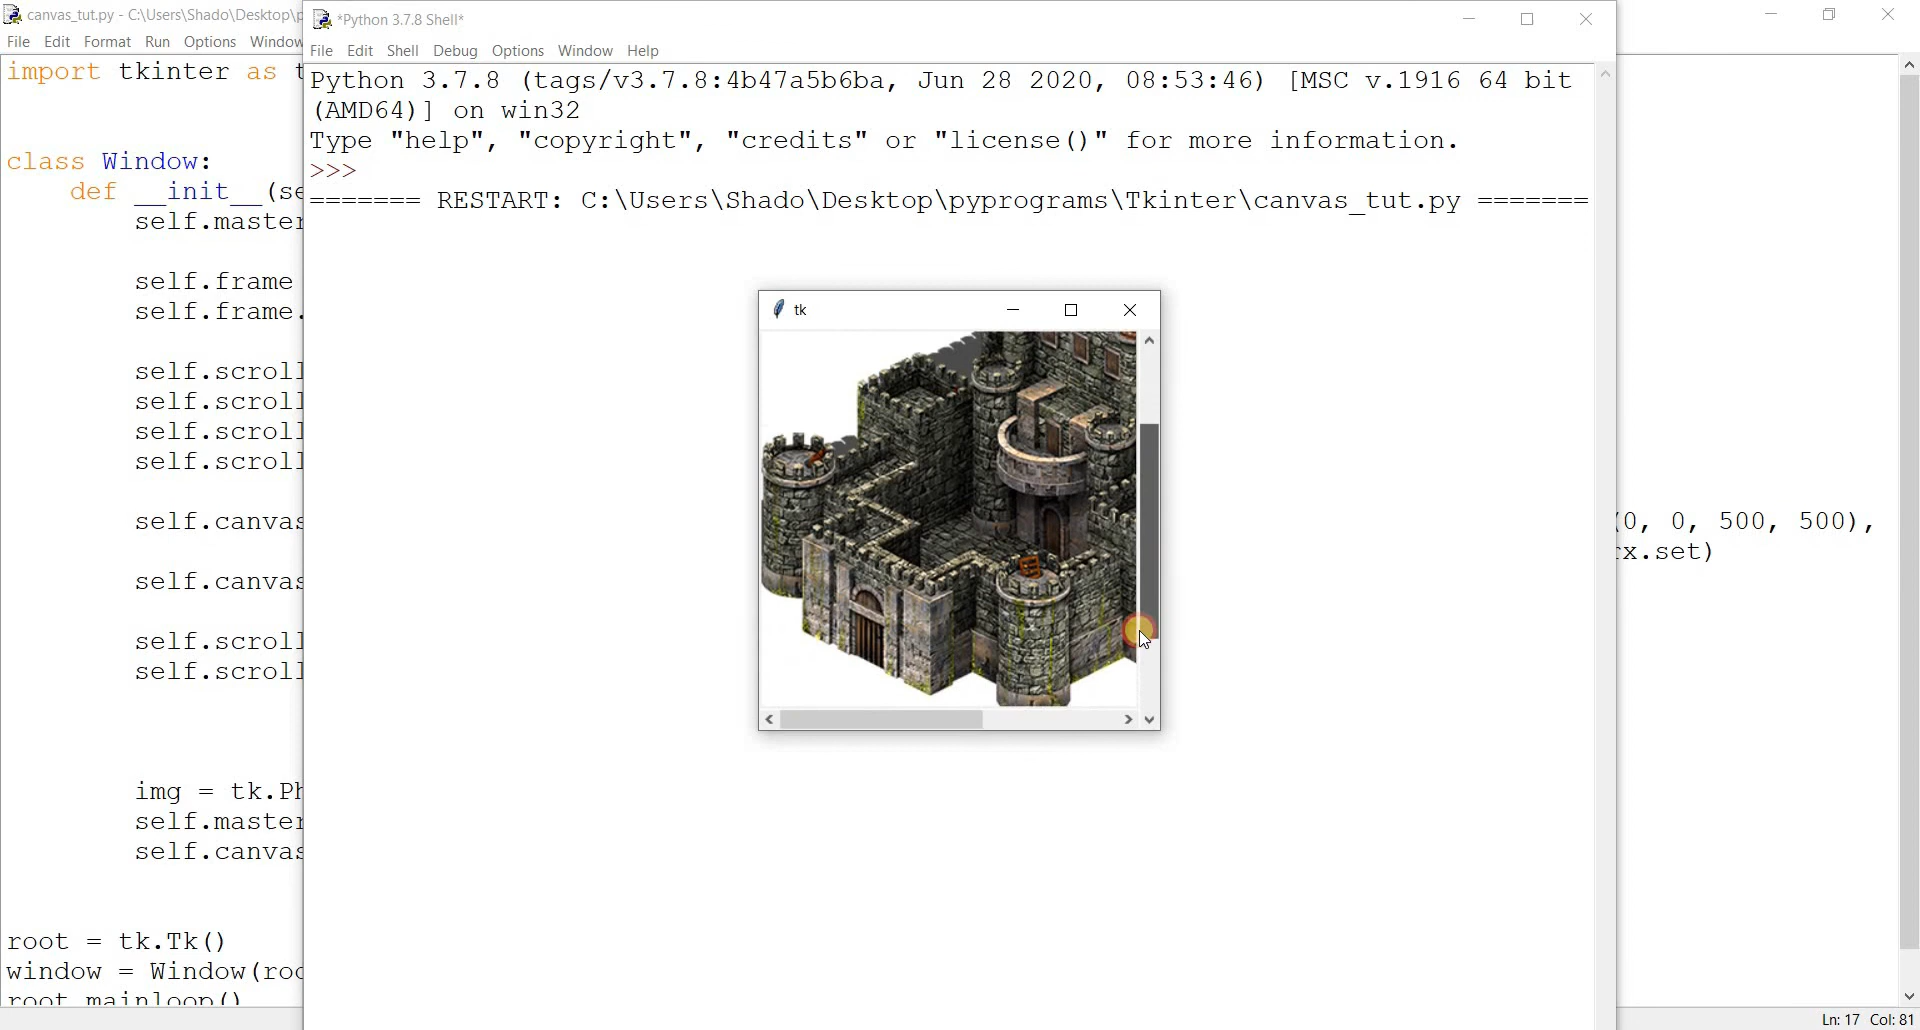 canvas_tut.py - C:\Users\Shado\Desktop\p
File Edit Format Run Options Window
import tkinter as t
class Window:
def __init__(se
self.master
self.frame
self.frame.
self.scroll
self.scroll
self.scroll
self.scroll
self.canvas
self.canvas
self.scroll
self.scroll
img = tk.Ph
self.master
self.canvas
root = tk.Tk()
window = Window(roo
root.mainloop()
*Python 3.7.8 Shell*
File Edit Shell Debug Options Window Help
Python 3.7.8 (tags/v3.7.8:4b47a5b6ba, Jun 28 2020, 08:53:46) [MSC v.1916 64 bit
(AMD64)] on win32
Type "help", "copyright", "credits" or "license()" for more information.
>>>
======= RESTART: C:\Users\Shado\Desktop\pyprograms\Tkinter\canvas_tut.py =======
tk
(0, 0, 500, 500),
rx.set)
Ln: 17 Col: 81